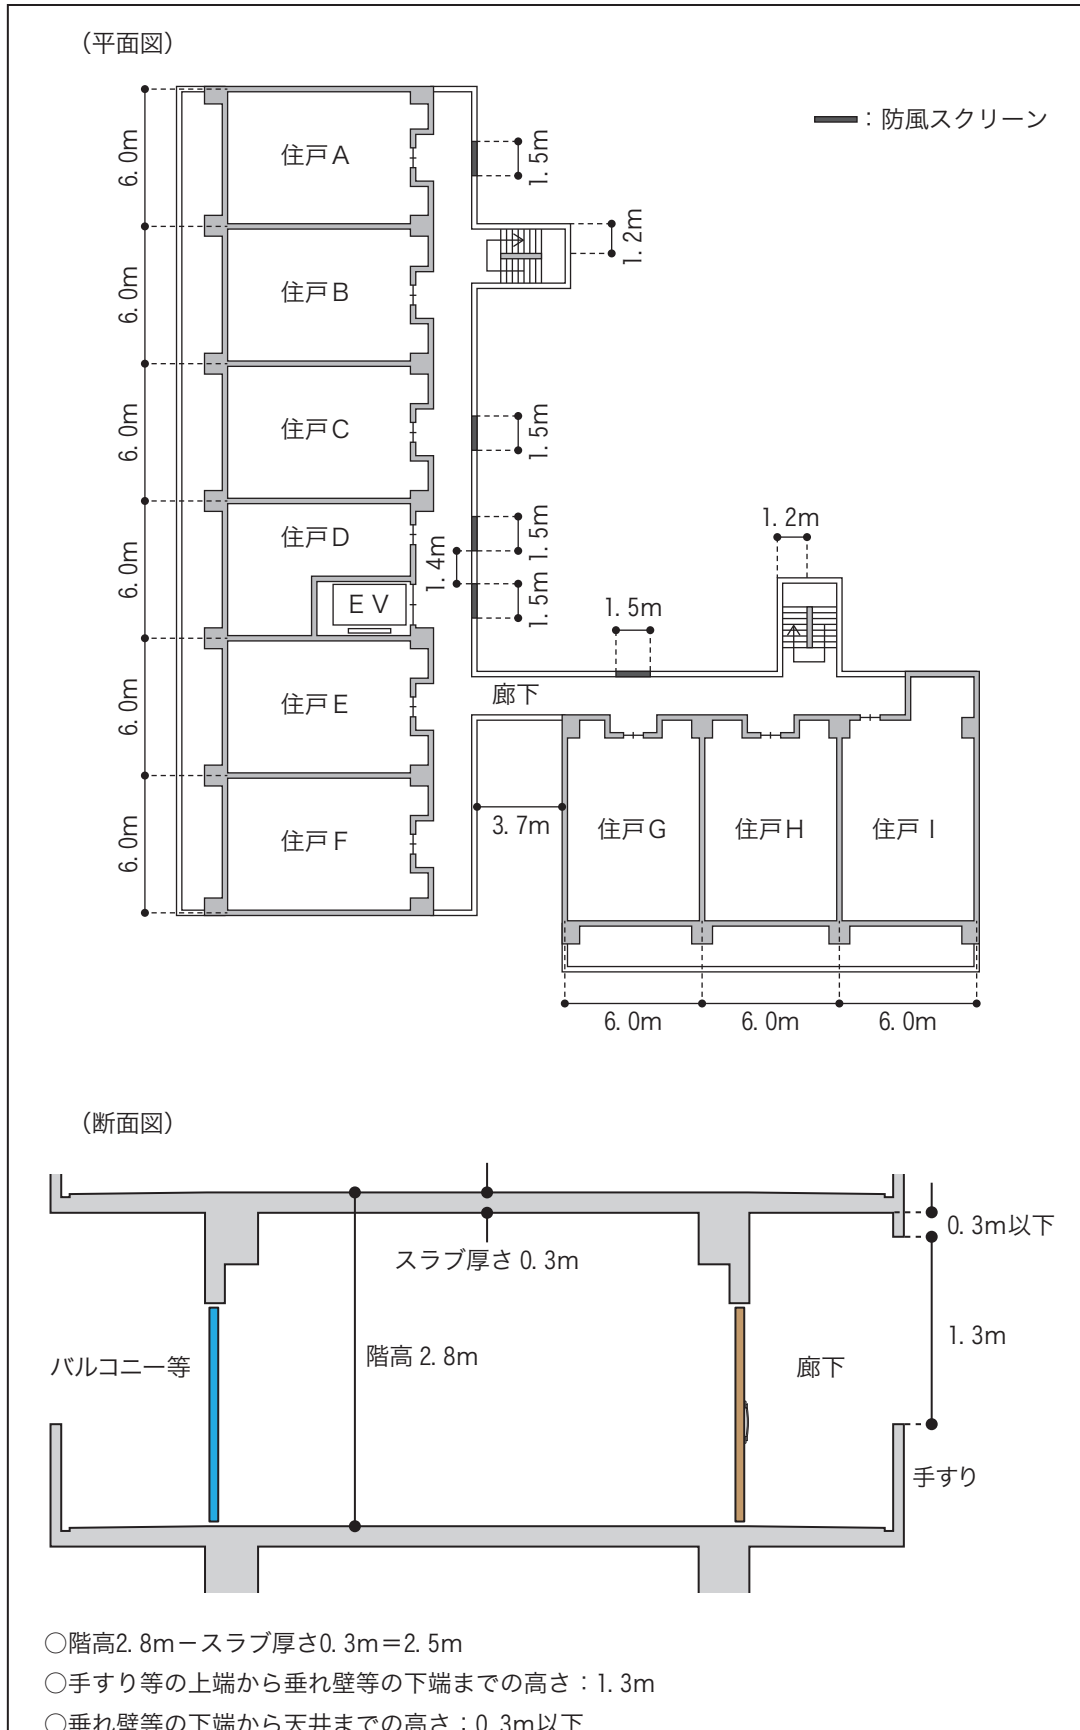 （平面図）
：防風スクリーン
6.0m
6.0m
6.0m
6.0m
6.0m
6.0m
住戸A
住戸B
住戸C
住戸D
EV
住戸E
住戸F
1.5m
1.2m
1.5m
1.5m
1.4m
1.5m
1.2m
1.5m
廊下
3.7m
住戸G
住戸H
住戸I
6.0m
6.0m
6.0m
（断面図）
0.3m以下
スラブ厚さ0.3m
1.3m
バルコニー等
階高2.8m
廊下
手すり
○階高2.8m－スラブ厚さ0.3m＝2.5m
○手すり等の上端から垂れ壁等の下端までの高さ：1.3m
○垂れ壁等の下端から天井までの高さ：0.3m以下